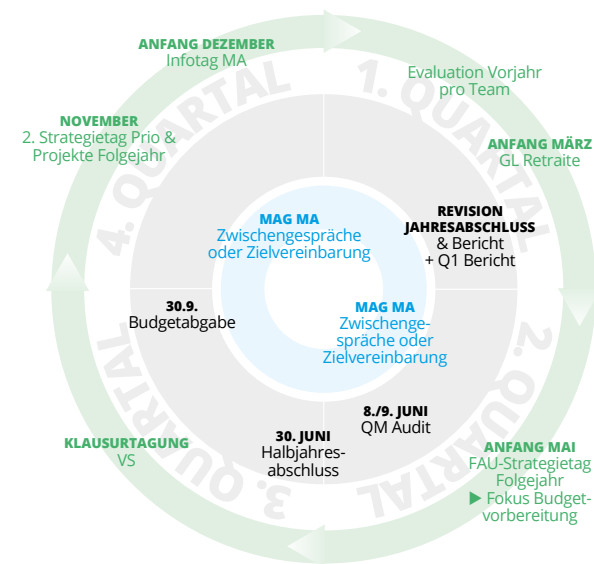 1. QUARTAL
Evaluation Vorjahr
pro Team
ANFANG MÄRZ
GL Retraite
REVISION
JAHRESABSCHLUSS
& Bericht
+ Q1 Bericht
2. QUARTAL
ANFANG MAI
FAU-Strategietag
Folgejahr
▶ Fokus Budget-
vorbereitung
8./9. JUNI
QM Audit
30. JUNI
Halbjahres-
abschluss
3. QUARTAL
KLAUSURTAGUNG
VS
30.9.
Budgetabgabe
4. QUARTAL
NOVEMBER
2. Strategietag Prio &
Projekte Folgejahr
ANFANG DEZEMBER
Infotag MA
MAG MA
Zwischengespräche
oder Zielvereinbarung
MAG MA
Zwischenge-
spräche oder
Zielvereinbarung